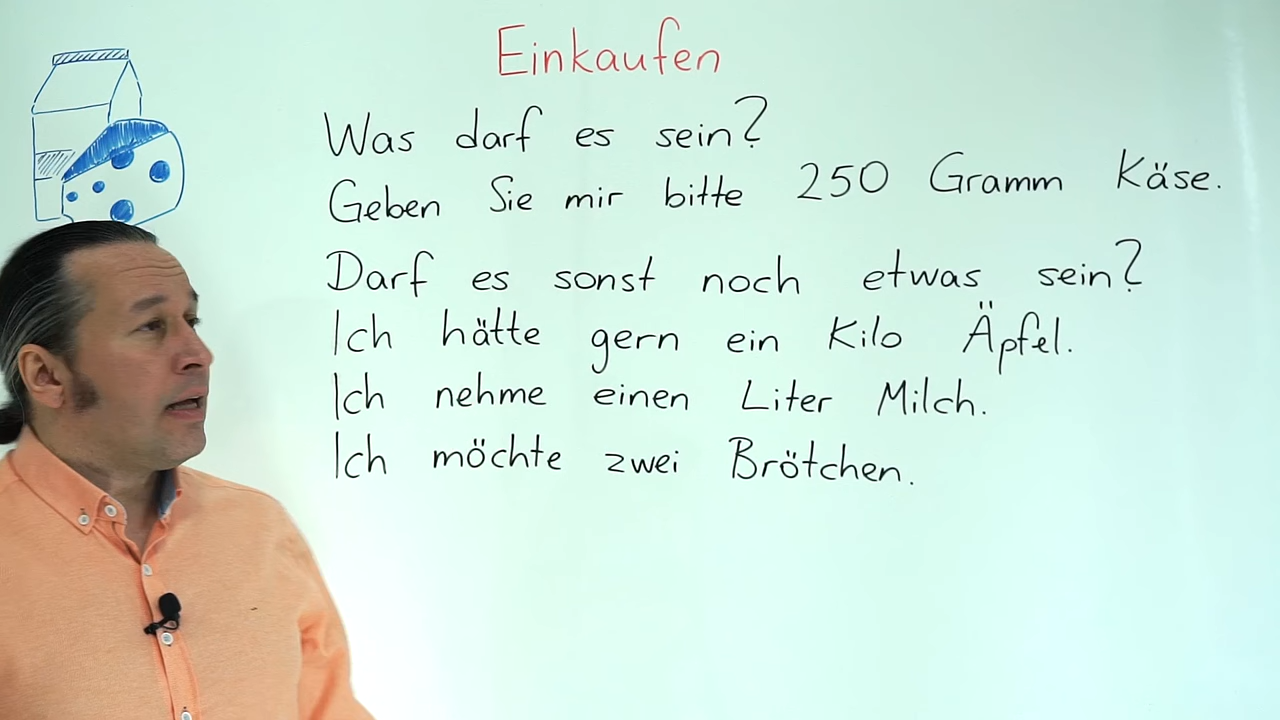 Einkaufen
Was darf es sein?
Geben Sie mir bitte 250 Gramm Käse.
Darf es sonst noch etwas sein?
Ich hätte gern ein Kilo Äpfel.
Ich nehme einen Liter Milch.
Ich möchte zwei Brötchen.